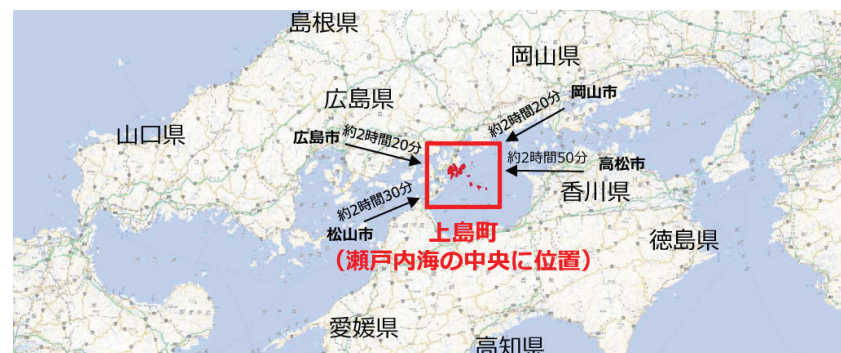 島根県
岡山県
広島県
岡山市
約2時間20分
山口県
広島市
約2時間20分
約2時間50分
高松市
香川県
約2時間30分
松山市
上島町
（瀬戸内海の中央に位置）
徳島県
愛媛県
高知県